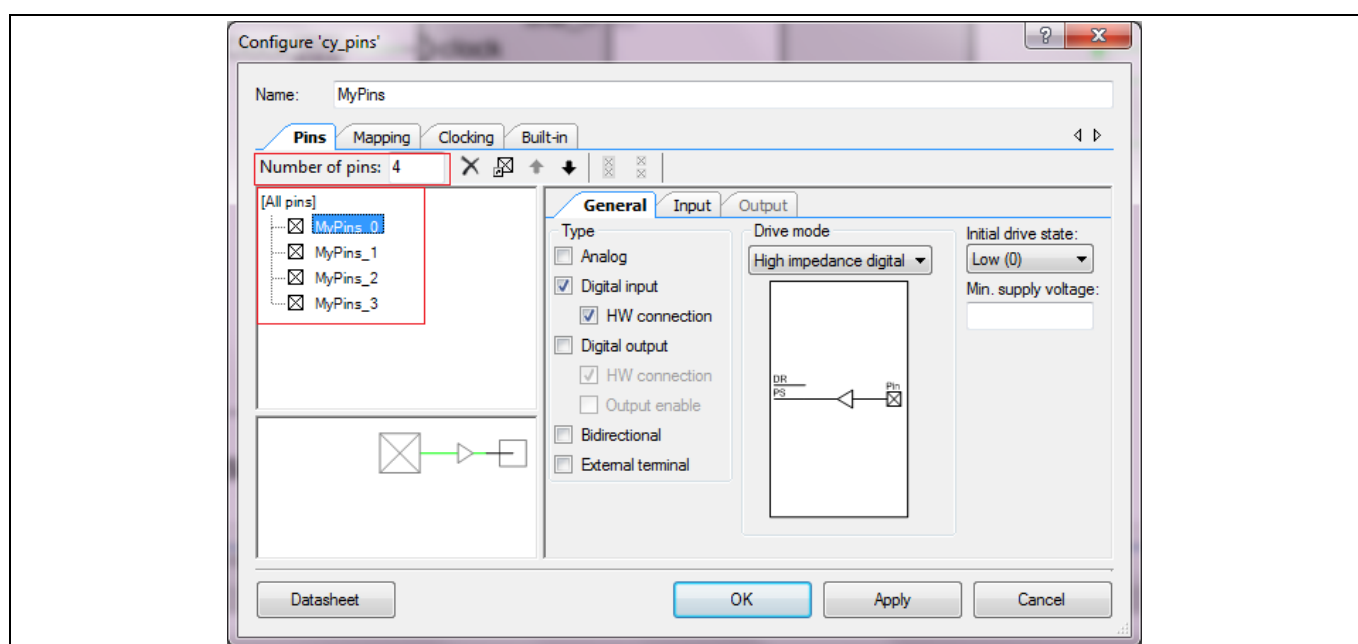 Configure 'cy_pins'
Name: MyPins
Pins Mapping Clocking Built-in
Number of pins: 4
[All pins]
MyPins_0
MyPins_1
MyPins_2
MyPins_3
General Input Output
Type
Analog
Digital input
HW connection
Digital output
HW connection
Output enable
Bidirectional
External terminal
Drive mode
High impedance digital
DR
PS
Pin
Initial drive state:
Low (0)
Min. supply voltage:
Datasheet OK Apply Cancel